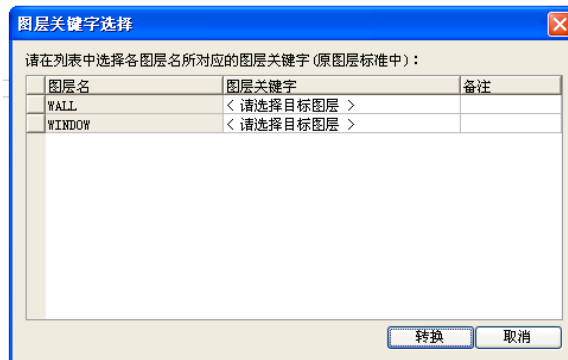 图层关键字选择
请在列表中选择各图层名所对应的图层关键字(原图层标准中):
图层名 图层关键字 备注
WALL < 请选择目标图层 >
WINDOW < 请选择目标图层 >
转换 取消